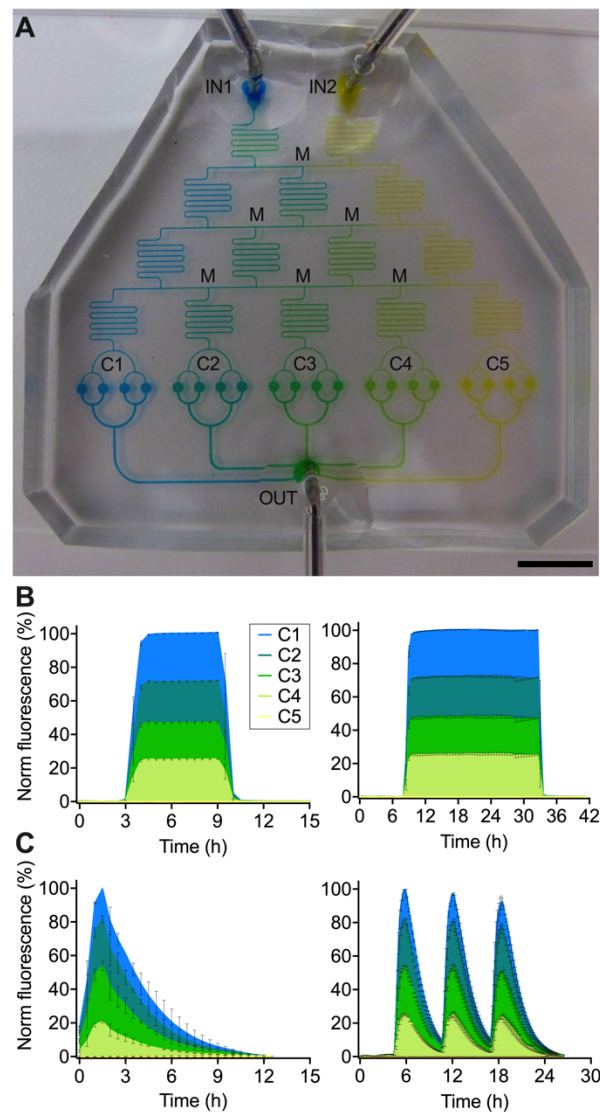 A
IN1 IN2
M
M M
M M M
C1 C2 C3 C4 C5
OUT
B
Norm fluorescence (%)
100
80
60
40
20
0
0 3 6 9 12 15
Time (h)
C1
C2
C3
C4
C5
100
80
60
40
20
0
0 6 12 18 24 30 36 42
Time (h)
C
Norm fluorescence (%)
100
80
60
40
20
0
0 3 6 9 12 15
Time (h)
100
80
60
40
20
0
0 6 12 18 24 30
Time (h)